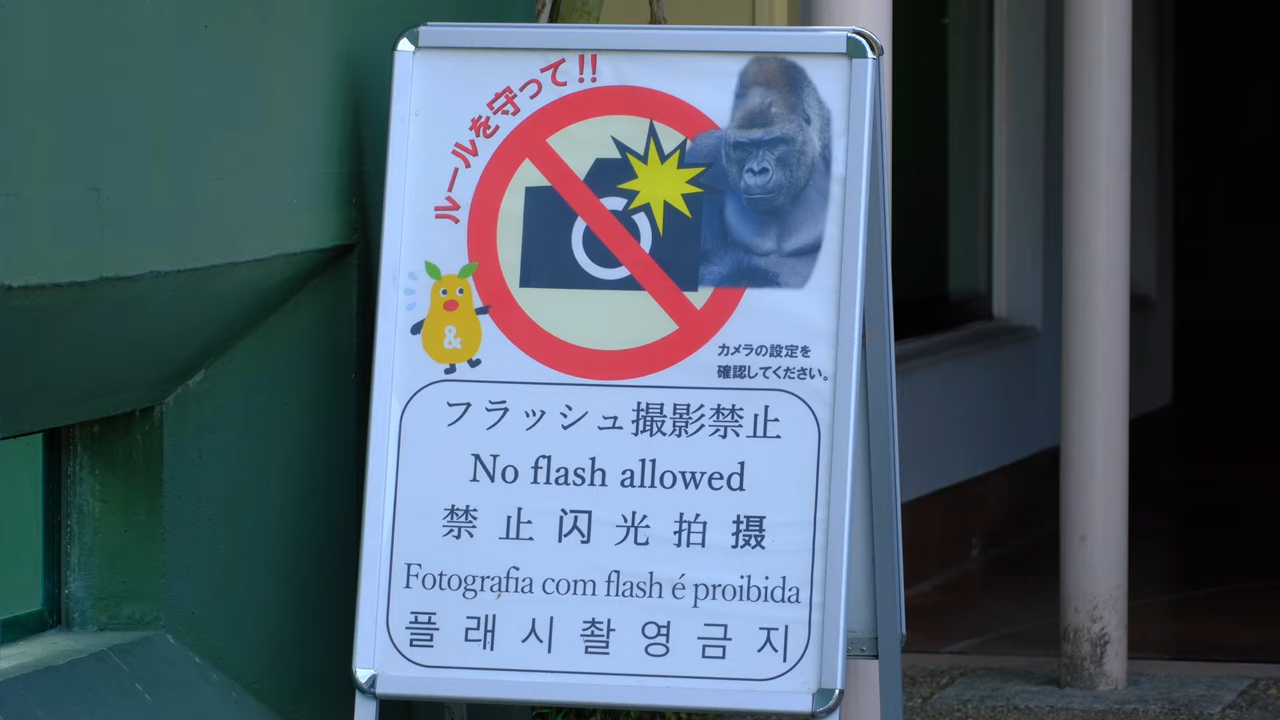 ルールを守って!!
&
カメラの設定を
確認してください。
フラッシュ撮影禁止
No flash allowed
禁止闪光拍摄
Fotografia com flash é proibida
플래시촬영금지